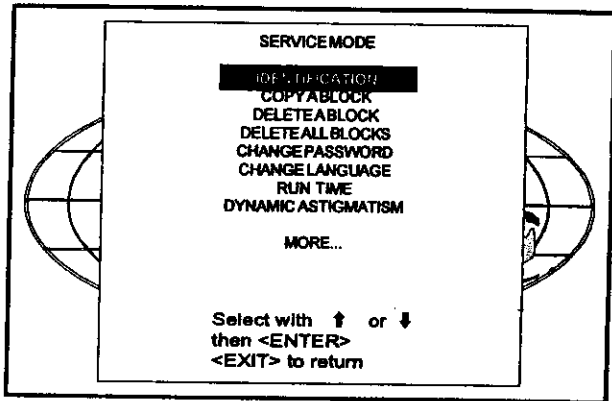 SERVICE MODE
IDENTIFICATION
COPY A BLOCK
DELETE A BLOCK
DELETE ALL BLOCKS
CHANGE PASSWORD
CHANGE LANGUAGE
RUN TIME
DYNAMIC ASTIGMATISM
MORE...
Select with ⬆ or ⬇
then <ENTER>
<EXIT> to return